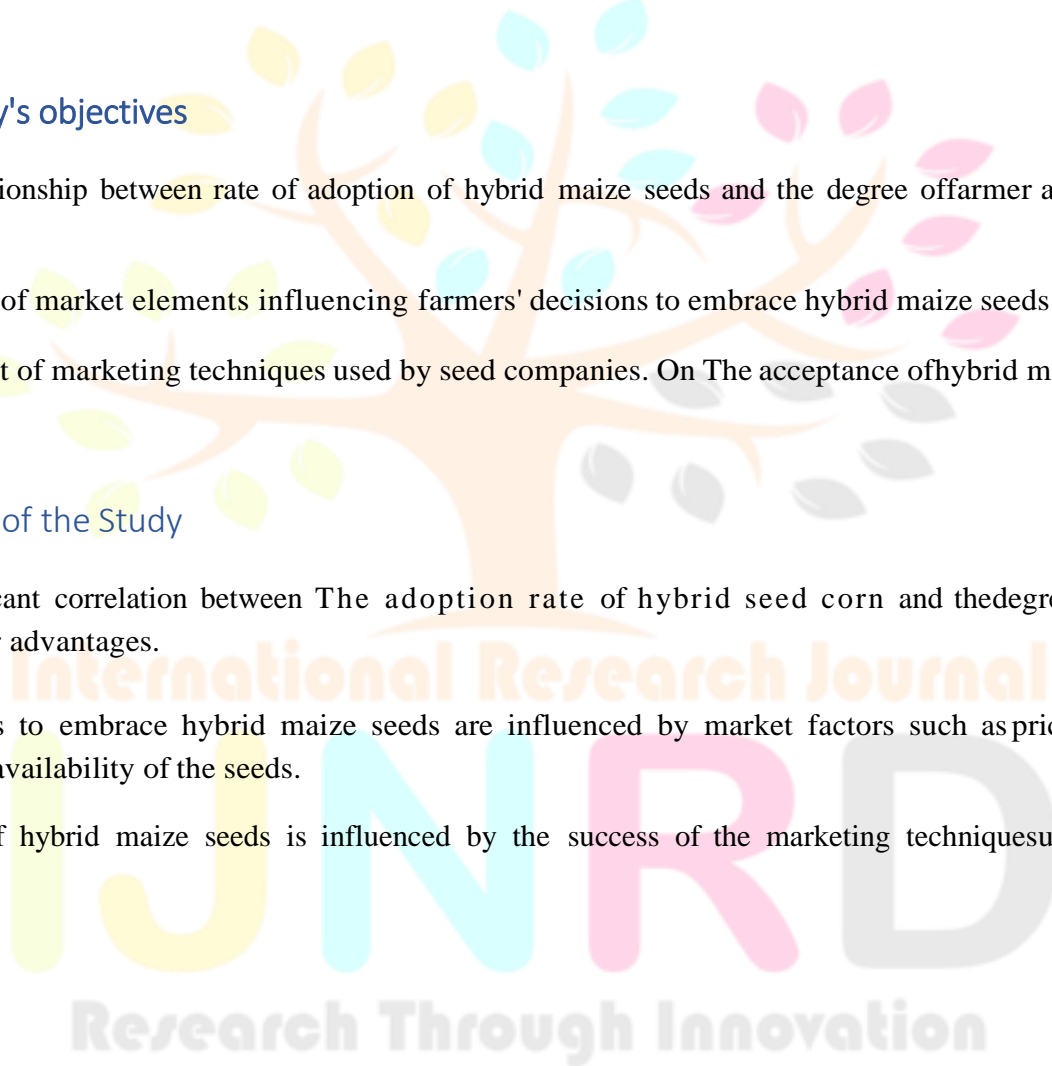 y's objectives
ionship between rate of adoption of hybrid maize seeds and the degree offarmer a
of market elements influencing farmers' decisions to embrace hybrid maize seeds
t of marketing techniques used by seed companies. On The acceptance ofhybrid m
of the Study
cant correlation between The adoption rate of hybrid seed corn and thedegre
r advantages.
International Research Journal
s to embrace hybrid maize seeds are influenced by market factors such as pric
availability of the seeds.
f hybrid maize seeds is influenced by the success of the marketing techniquesu
IJNRD
Research Through Innovation